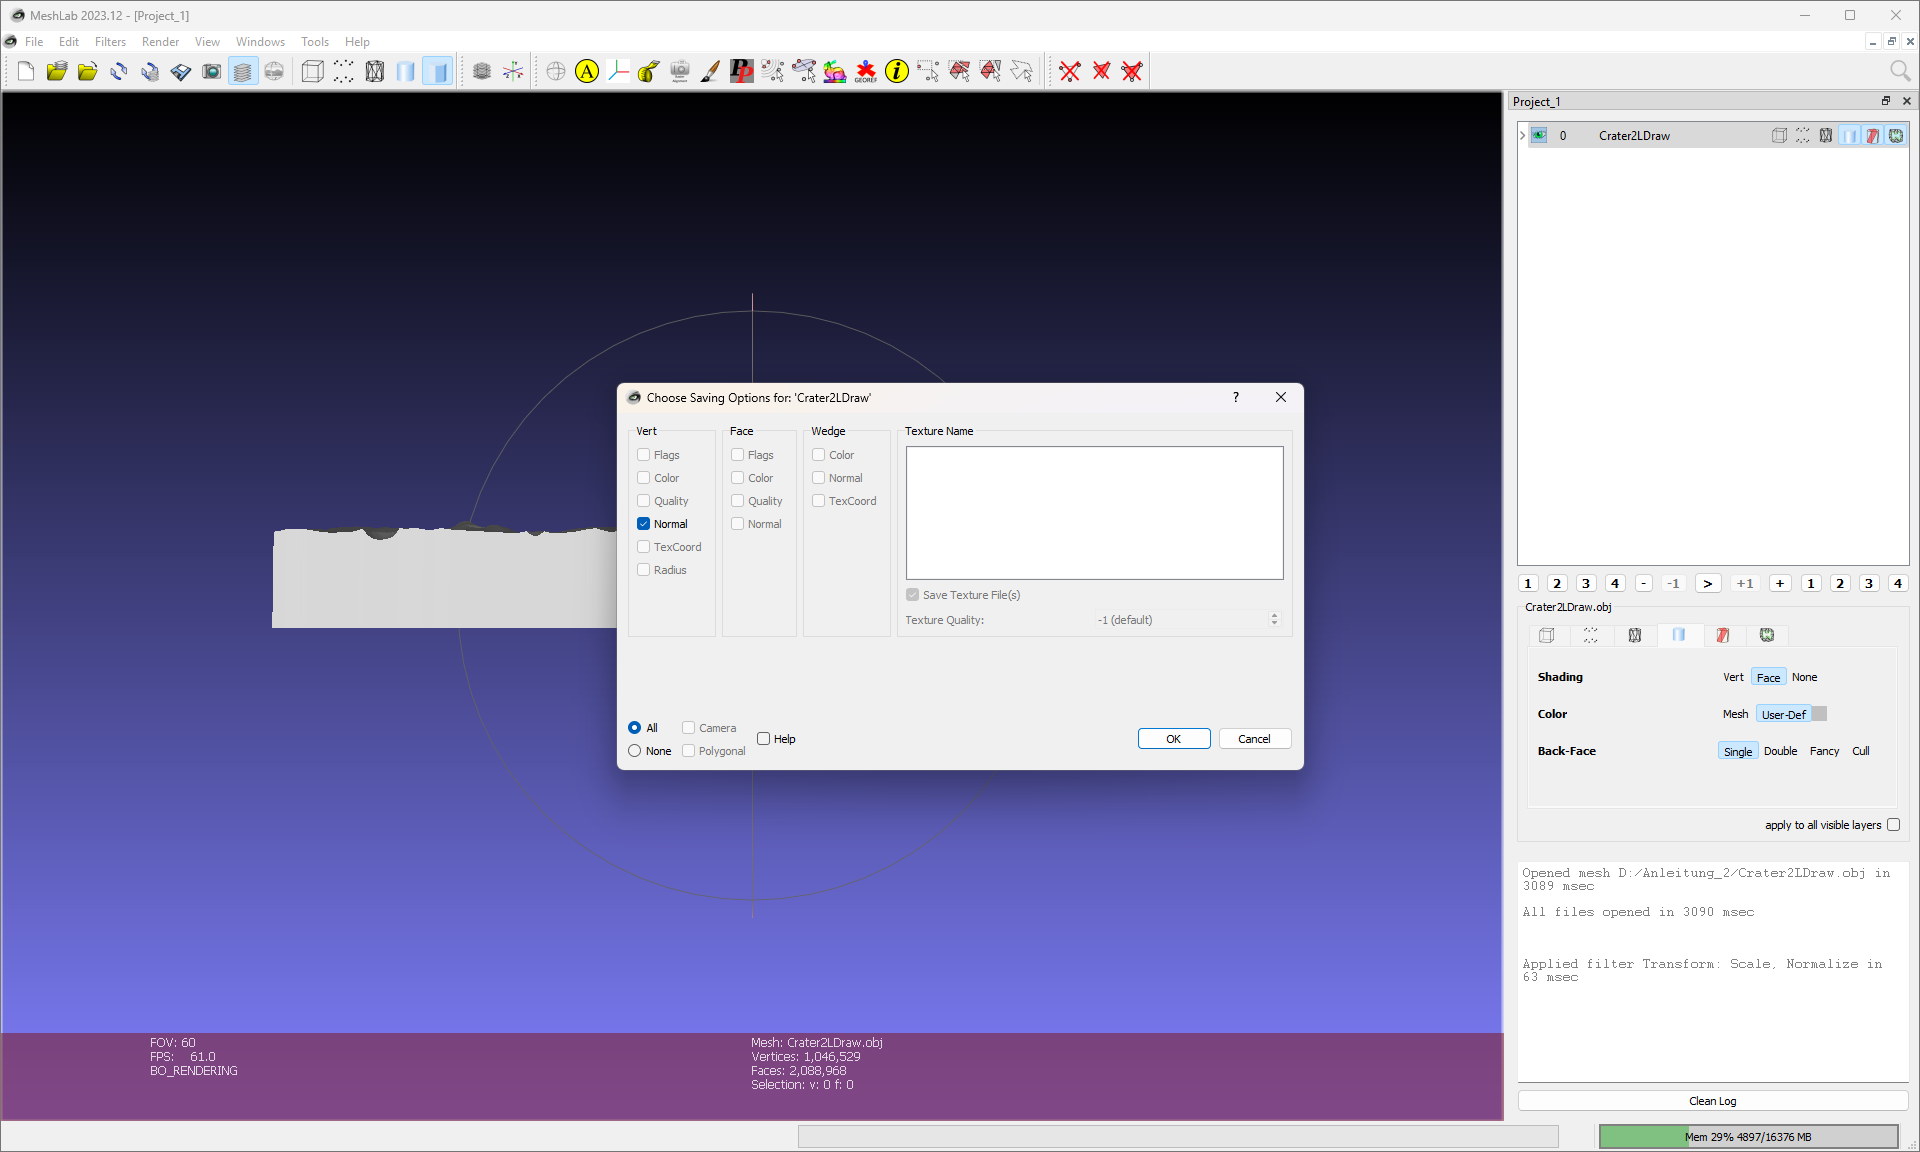 MeshLab 2023.12 - [Project_1]
File Edit Filters Render View Windows Tools Help
A
PP
GEOREF
i
Project_1
0 Crater2LDraw
Choose Saving Options for: 'Crater2LDraw' ?
Vert
Flags
Color
Quality
Normal
TexCoord
Radius
Face
Flags
Color
Quality
Normal
Wedge
Color
Normal
TexCoord
Texture Name
Save Texture File(s)
Texture Quality: -1 (default)
All
None
Camera
Polygonal
Help
OK
Cancel
1 2 3 4 - -1 > +1 + 1 2 3 4
Crater2LDraw.obj
Shading Vert Face None
Color Mesh User-Def
Back-Face Single Double Fancy Cull
apply to all visible layers
Opened mesh D:/Anleitung_2/Crater2LDraw.obj in
3089 msec
All files opened in 3090 msec
Applied filter Transform: Scale, Normalize in
63 msec
Clean Log
FOV: 60
FPS: 61.0
BO_RENDERING
Mesh: Crater2LDraw.obj
Vertices: 1,046,529
Faces: 2,088,968
Selection: v: 0 f: 0
Mem 29% 4897/16376 MB